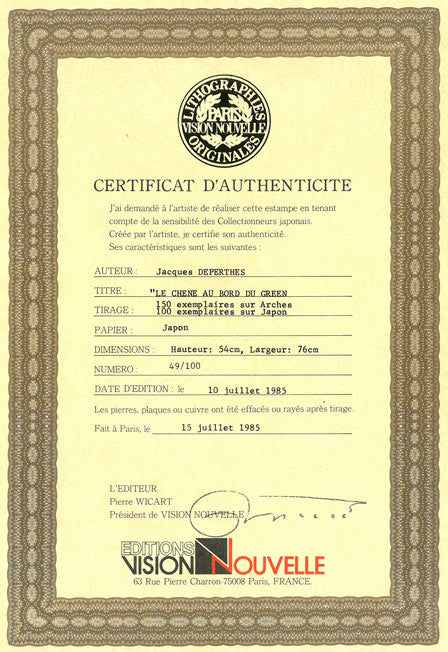 LITHOGRAPHIES
PARIS
VISION NOUVELLE
ORIGINALES
CERTIFICAT D'AUTHENTICITE
J'ai demandé à l'artiste de réaliser cette estampe en tenant
compte de la sensibilité des Collectionneurs japonais.
Créée par l'artiste, je certifie son authenticité.
Ses caractéristiques sont les suivantes :
AUTEUR : Jacques DEPERTHES
TITRE : "LE CHENE AU BORD DU GREEN
150 exemplaires sur Arches
TIRAGE : 100 exemplaires sur Japon
PAPIER : Japon
DIMENSIONS : Hauteur: 54cm, Largeur: 76cm
NUMERO : 49/100
DATE D'EDITION : le 10 juillet 1985
Les pierres, plaques ou cuivre ont été effacés ou rayés après tirage.
Fait à Paris, le 15 juillet 1985
L'EDITEUR
Pierre WICART
Président de VISION NOUVELLE
EDITIONS
VISION NOUVELLE
63 Rue Pierre Charron-75008 Paris, FRANCE.